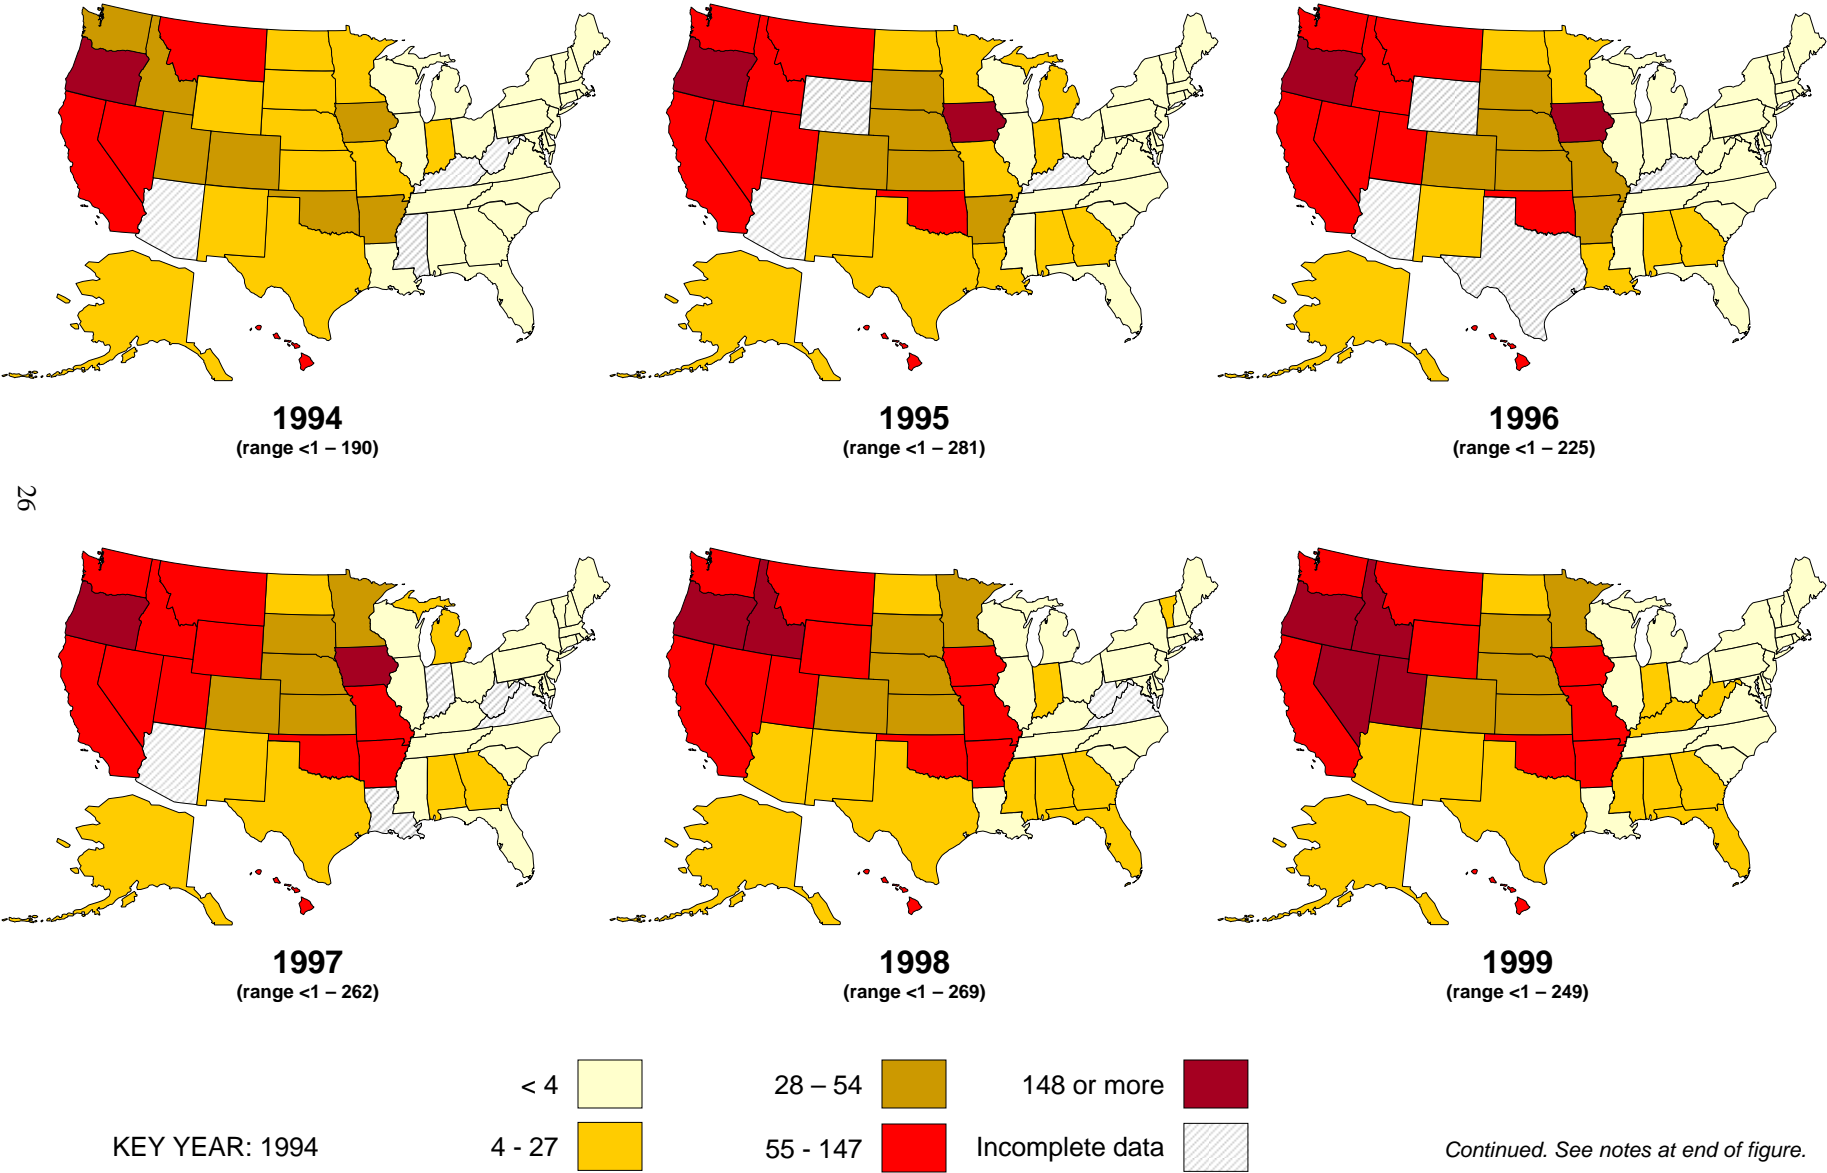 1994
(range <1 – 190)
1995
(range <1 – 281)
1996
(range <1 – 225)
26
1997
(range <1 – 262)
1998
(range <1 – 269)
1999
(range <1 – 249)
< 4
28 – 54
148 or more
KEY YEAR: 1994
4 - 27
55 - 147
Incomplete data
Continued. See notes at end of figure.